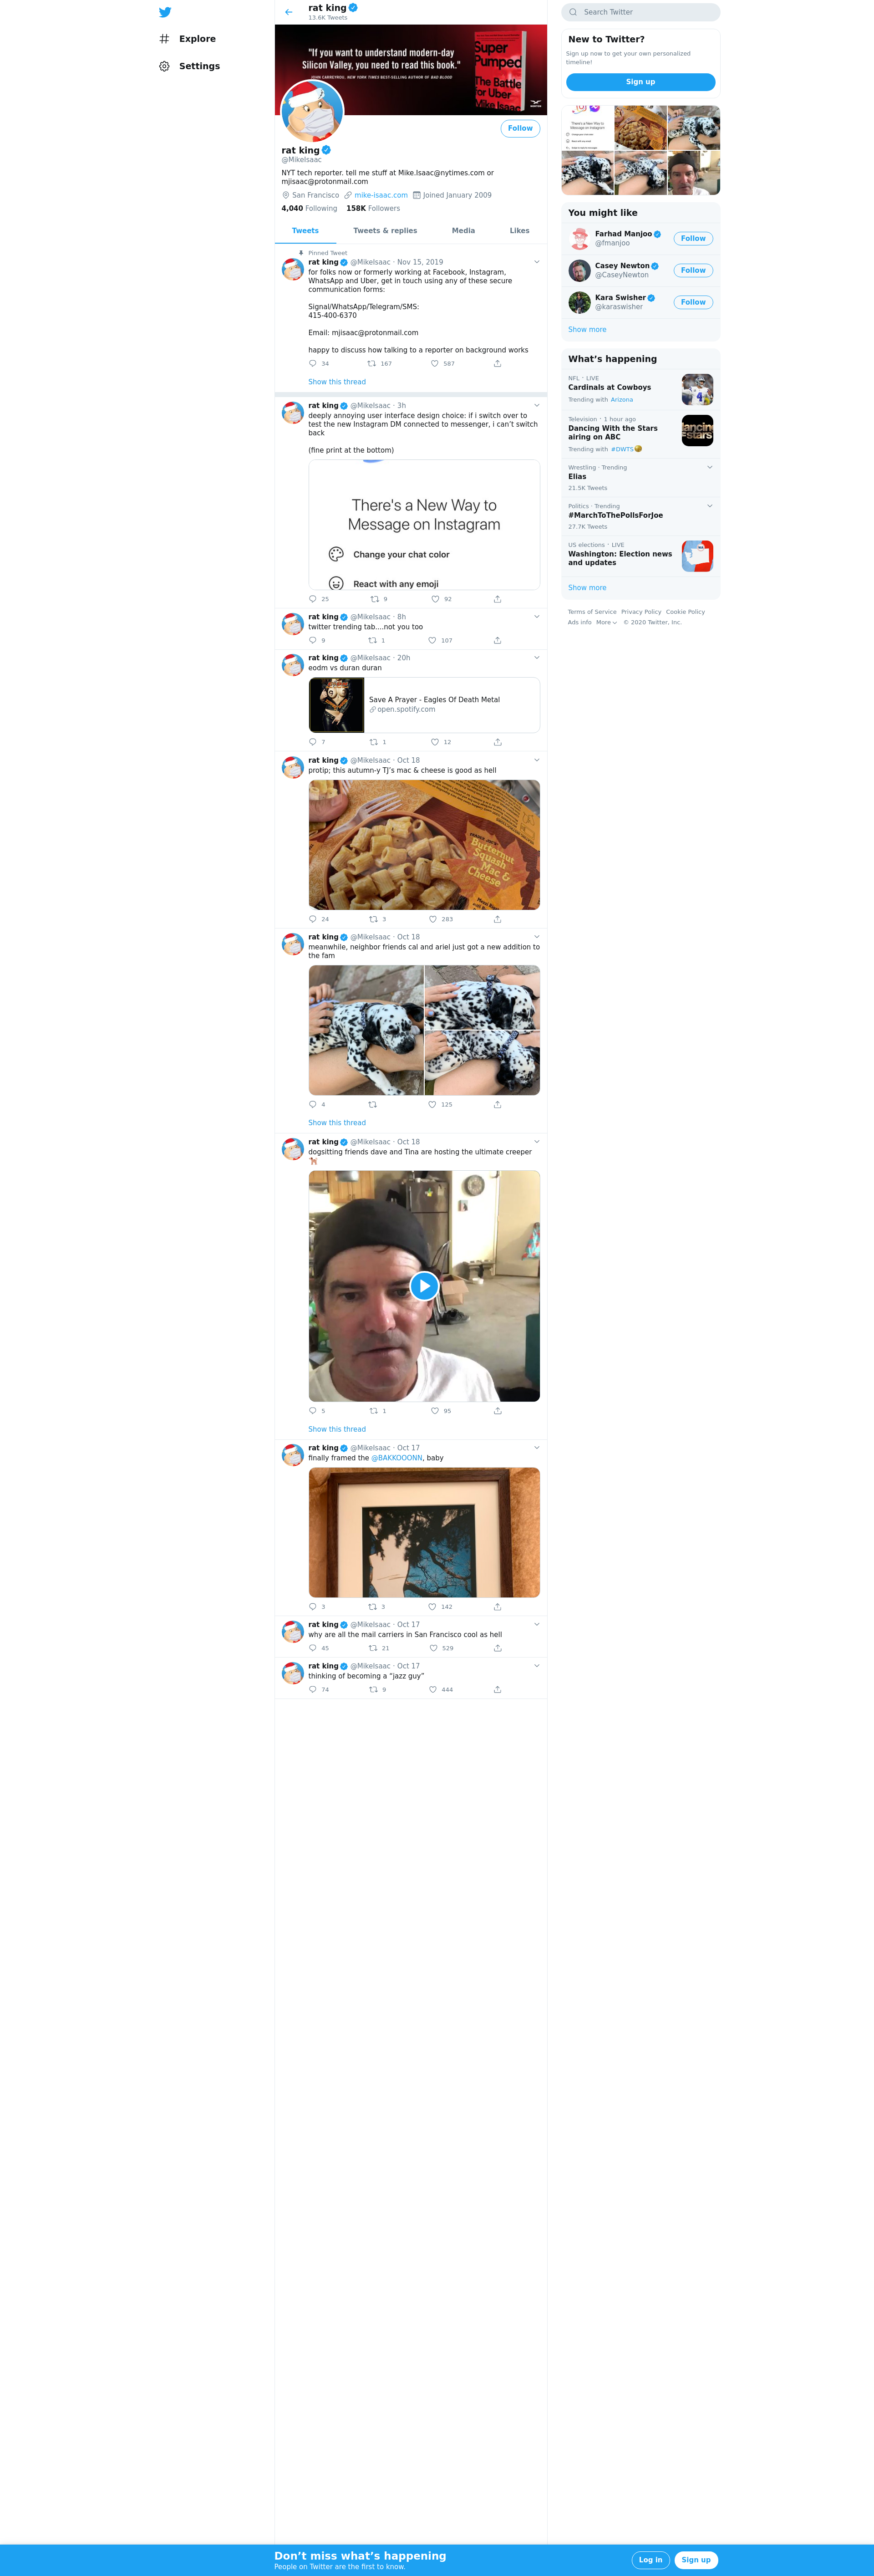 Explore
Settings
rat king
13.6K Tweets
"If you want to understand modern-day
Silicon Valley, you need to read this book."
JOHN CARREYROU, NEW YORK TIMES BEST-SELLING AUTHOR OF BAD BLOOD
Super
Pumped
The Battle
for Uber
Mike Isaac
NORTON
Follow
rat king
@MikeIsaac
NYT tech reporter. tell me stuff at Mike.Isaac@nytimes.com or
mjisaac@protonmail.com
San Francisco mike-isaac.com Joined January 2009
4,040 Following 158K Followers
Tweets Tweets & replies Media Likes
Pinned Tweet
rat king @MikeIsaac · Nov 15, 2019
for folks now or formerly working at Facebook, Instagram,
WhatsApp and Uber, get in touch using any of these secure
communication forms:
Signal/WhatsApp/Telegram/SMS:
415-400-6370
Email: mjisaac@protonmail.com
happy to discuss how talking to a reporter on background works
34 167 587
Show this thread
rat king @MikeIsaac · 3h
deeply annoying user interface design choice: if i switch over to
test the new Instagram DM connected to messenger, i can't switch
back
(fine print at the bottom)
There's a New Way to
Message on Instagram
Change your chat color
React with any emoji
25 9 92
rat king @MikeIsaac · 8h
twitter trending tab....not you too
9 1 107
rat king @MikeIsaac · 20h
eodm vs duran duran
Save A Prayer - Eagles Of Death Metal
open.spotify.com
7 1 12
rat king @MikeIsaac · Oct 18
protip; this autumn-y TJ's mac & cheese is good as hell
Butternut
Squash
Mac &
Cheese
24 3 283
rat king @MikeIsaac · Oct 18
meanwhile, neighbor friends cal and ariel just got a new addition to
the fam
4 125
Show this thread
rat king @MikeIsaac · Oct 18
dogsitting friends dave and Tina are hosting the ultimate creeper
5 1 95
Show this thread
rat king @MikeIsaac · Oct 17
finally framed the @BAKKOOONN, baby
3 3 142
rat king @MikeIsaac · Oct 17
why are all the mail carriers in San Francisco cool as hell
45 21 529
rat king @MikeIsaac · Oct 17
thinking of becoming a "jazz guy"
74 9 444
Search Twitter
New to Twitter?
Sign up now to get your own personalized
timeline!
Sign up
There's a New Way to
Message on Instagram
You might like
Farhad Manjoo
@fmanjoo
Follow
Casey Newton
@CaseyNewton
Follow
Kara Swisher
@karaswisher
Follow
Show more
What's happening
NFL · LIVE
Cardinals at Cowboys
Trending with Arizona
Television · 1 hour ago
Dancing With the Stars
airing on ABC
Trending with #DWTS
Wrestling · Trending
Elias
21.5K Tweets
Politics · Trending
#MarchToThePollsForJoe
27.7K Tweets
US elections · LIVE
Washington: Election news
and updates
Show more
Terms of Service Privacy Policy Cookie Policy
Ads info More © 2020 Twitter, Inc.
Don't miss what's happening
People on Twitter are the first to know.
Log in
Sign up